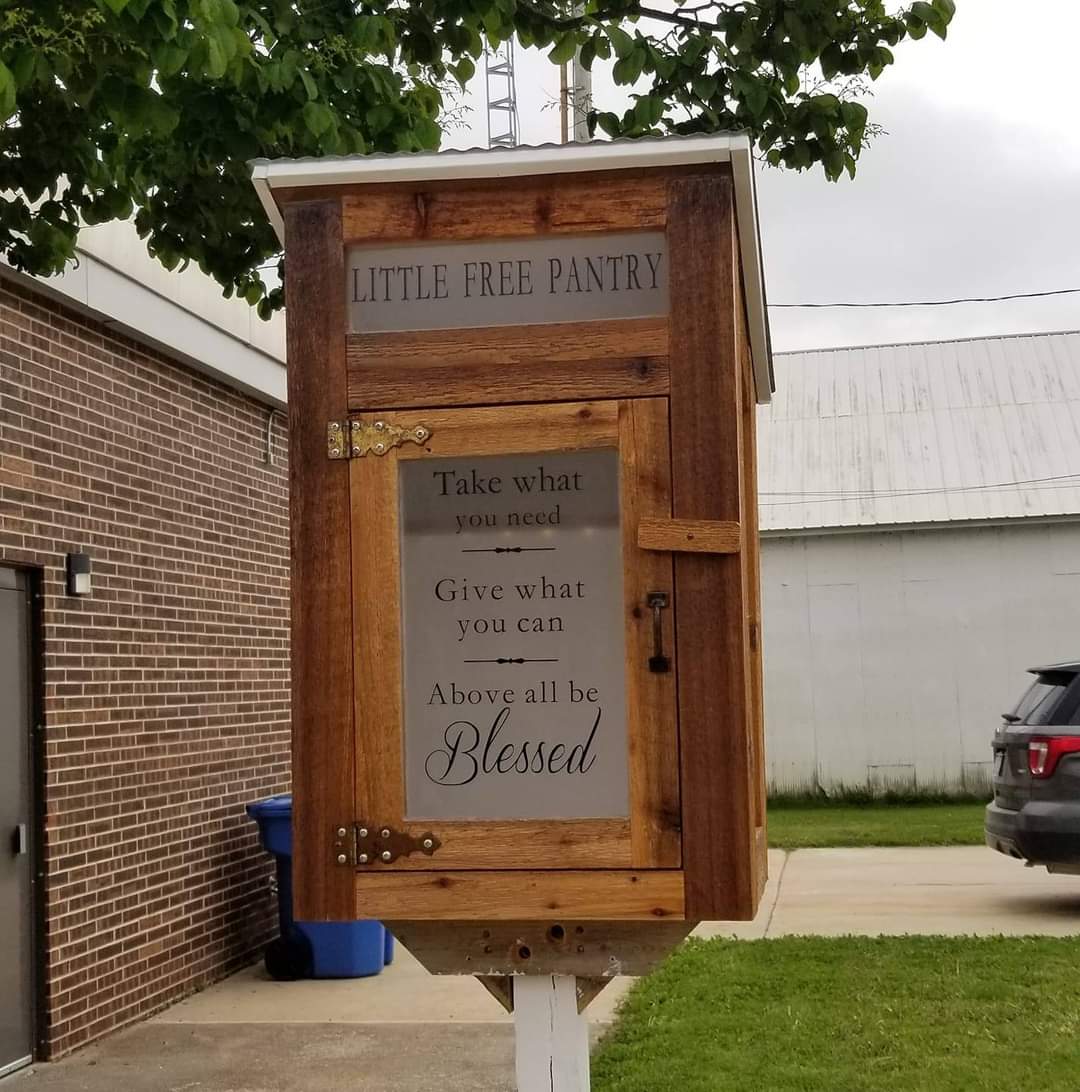 LITTLE FREE PANTRY
Take what
you need
Give what
you can
Above all be
Blessed